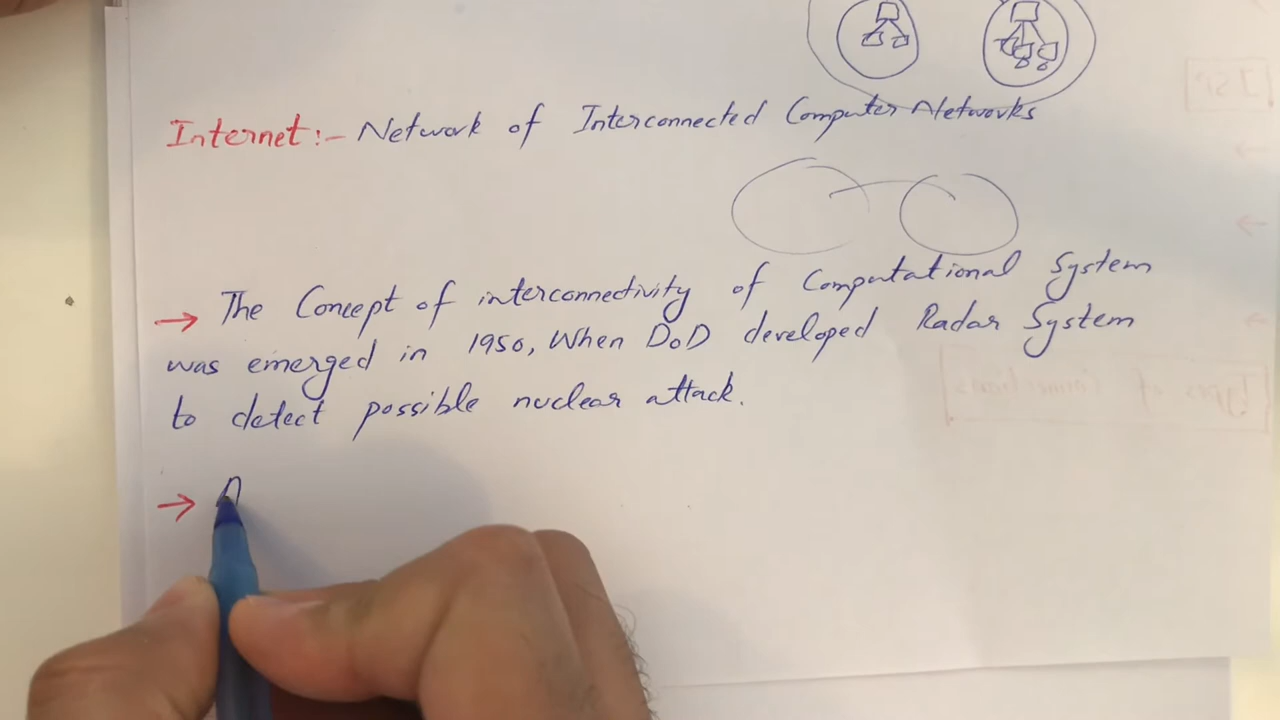 Internet:- Network of Interconnected Computer Networks
→ The Concept of interconnectivity of Computational System
was emerged in 1950, When DoD developed Radar System
to detect possible nuclear attack.
→ A